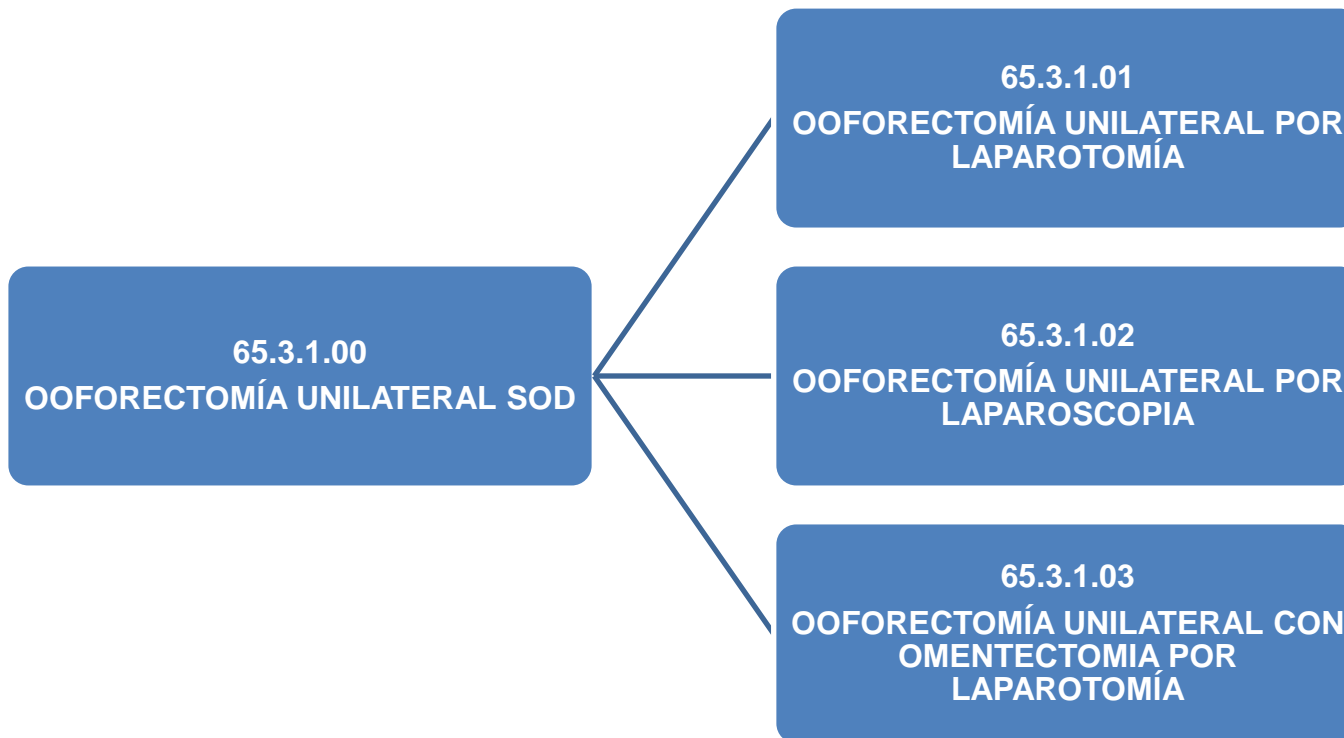 65.3.1.01
OOFORECTOMÍA UNILATERAL POR
LAPAROTOMÍA
65.3.1.00
OOFORECTOMÍA UNILATERAL SOD
65.3.1.02
OOFORECTOMÍA UNILATERAL POR
LAPAROSCOPIA
65.3.1.03
OOFORECTOMÍA UNILATERAL CON
OMENTECTOMIA POR
LAPAROTOMÍA